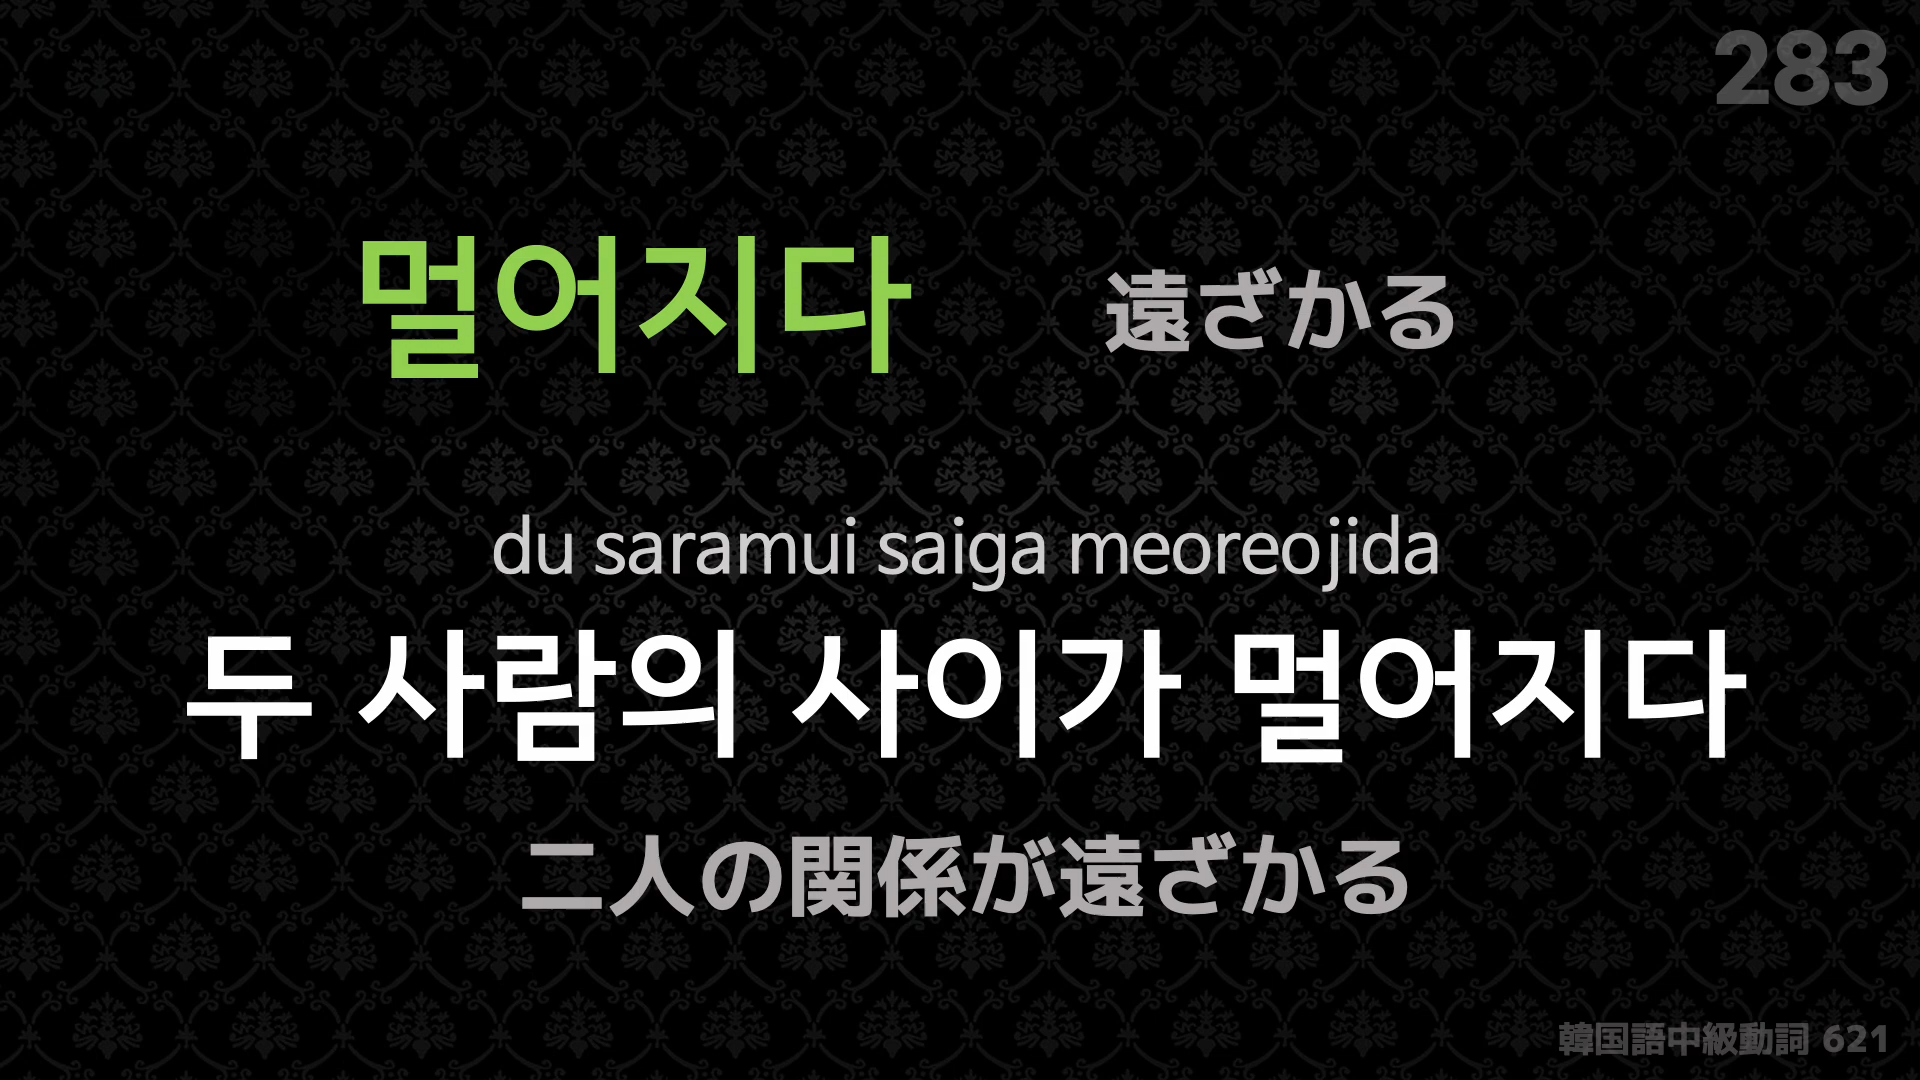 283
멀어지다 遠ざかる
du saramui saiga meoreojida
두 사람의 사이가 멀어지다
二人の関係が遠ざかる
韓国語中級動詞 621